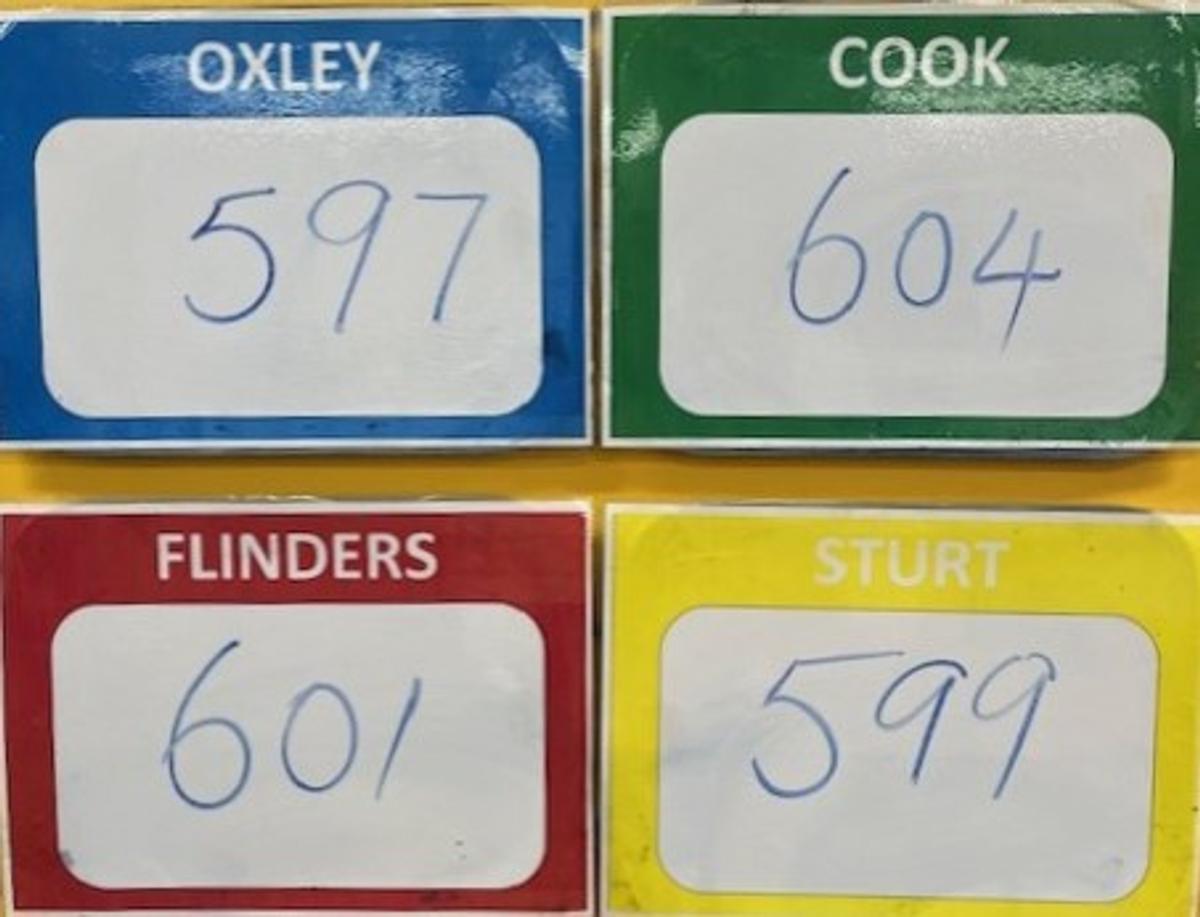 OXLEY
597
COOK
604
FLINDERS
601
STURT
599